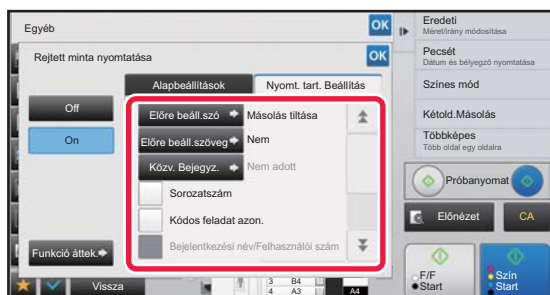 Egyéb
OK
Rejtett minta nyomtatása
OK
Alapbeállítások
Nyomt. tart. Beállítás
Off
On
Előre beáll.szó
Másolás tiltása
Előre beáll.szöveg
Nem
Közv. Bejegyz.
Nem adott
Sorozatszám
Kódos feladat azon.
Bejelentkezési név/Felhasználói szám
Funkció áttek.
Vissza
3 B4
4 A3
A4
Eredeti
Méret/irány módosítása
Pecsét
Dátum és bélyegző nyomtatása
Színes mód
Kétold.Másolás
Többképes
Több oldal egy oldalra
Próbanyomat
Előnézet
CA
F/F
Start
Szín
Start